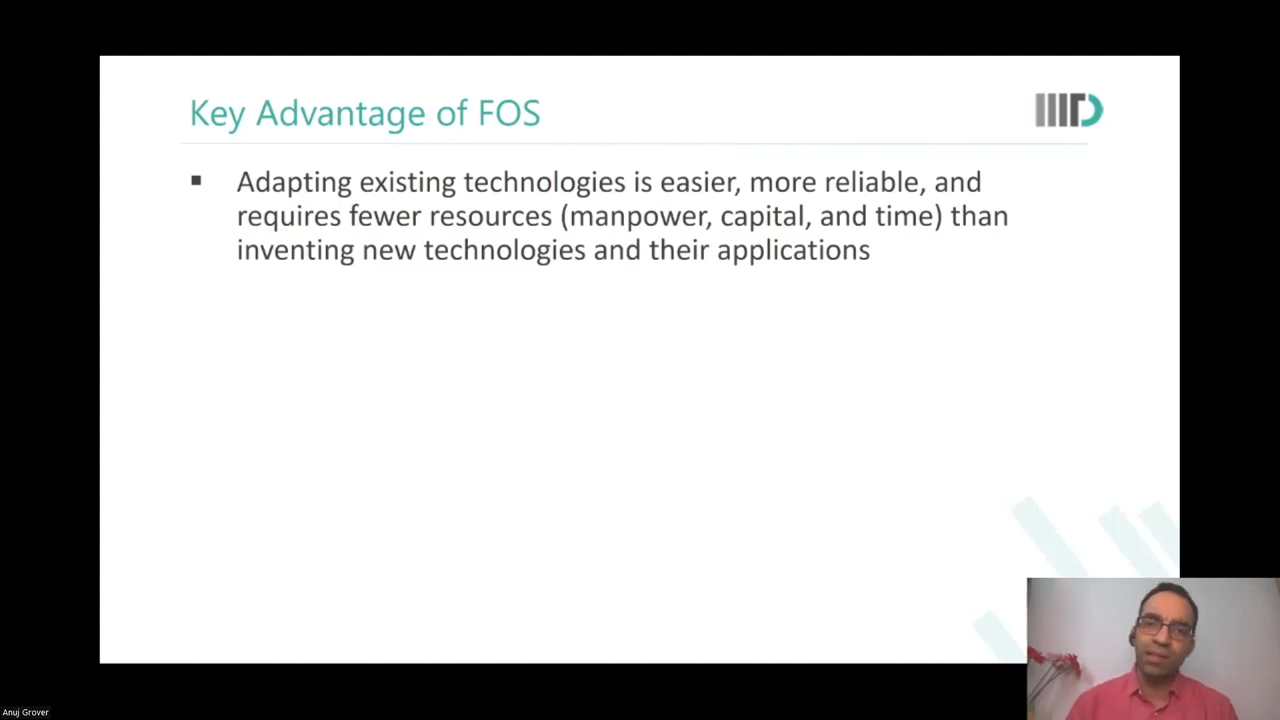 Key Advantage of FOS
IIITD
▪ Adapting existing technologies is easier, more reliable, and
requires fewer resources (manpower, capital, and time) than
inventing new technologies and their applications
Anuj Grover